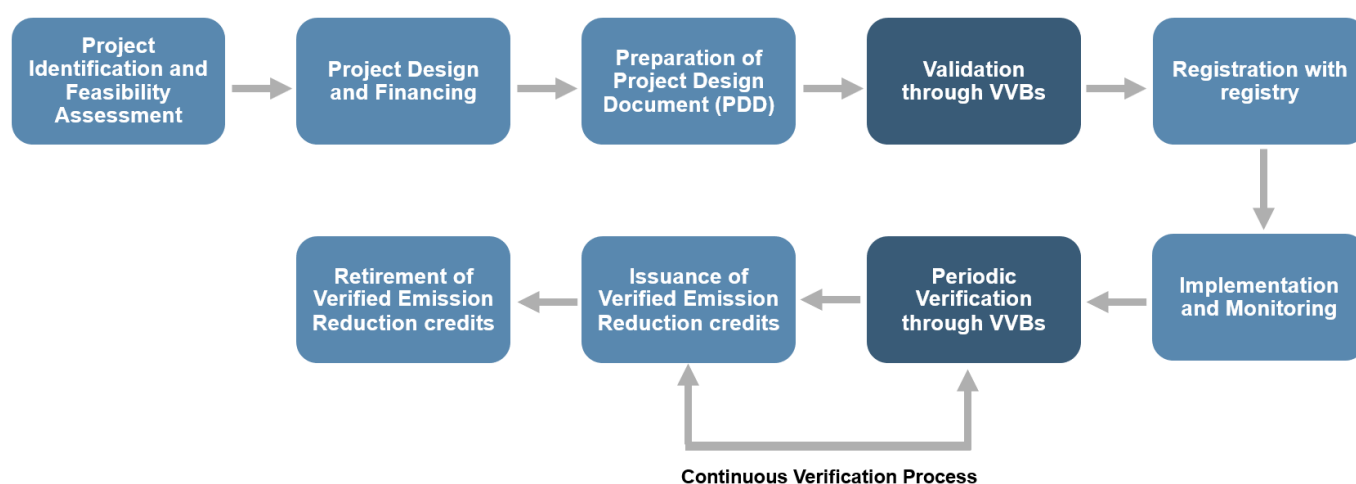 Project
Identification and
Feasibility
Assessment
Project Design
and Financing
Preparation of
Project Design
Document (PDD)
Validation
through VVBs
Registration with
registry
Implementation
and Monitoring
Periodic
Verification
through VVBs
Issuance of
Verified Emission
Reduction credits
Retirement of
Verified Emission
Reduction credits
Continuous Verification Process